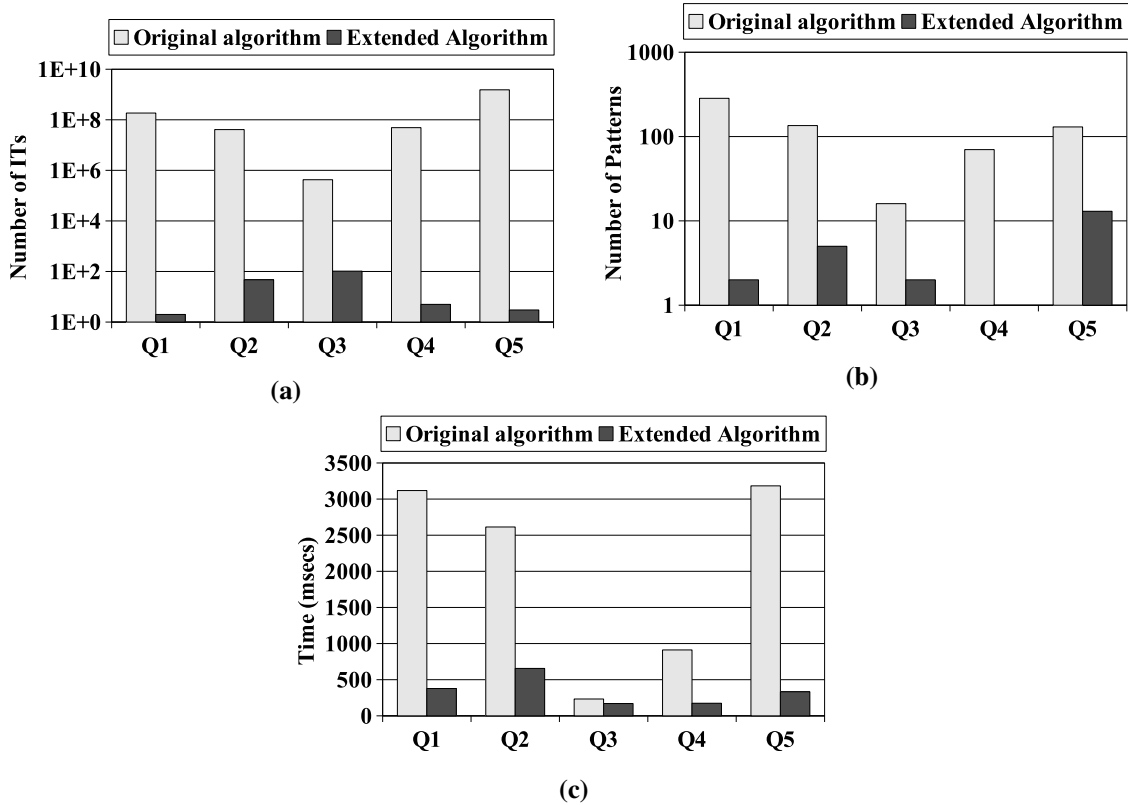 Original algorithm Extended Algorithm
1E+10
1E+8
1E+6
1E+4
1E+2
1E+0
Number of ITs
Q1 Q2 Q3 Q4 Q5
(a)
Original algorithm Extended Algorithm
1000
100
10
1
Number of Patterns
Q1 Q2 Q3 Q4 Q5
(b)
Original algorithm Extended Algorithm
3500
3000
2500
2000
1500
1000
500
0
Time (msecs)
Q1 Q2 Q3 Q4 Q5
(c)